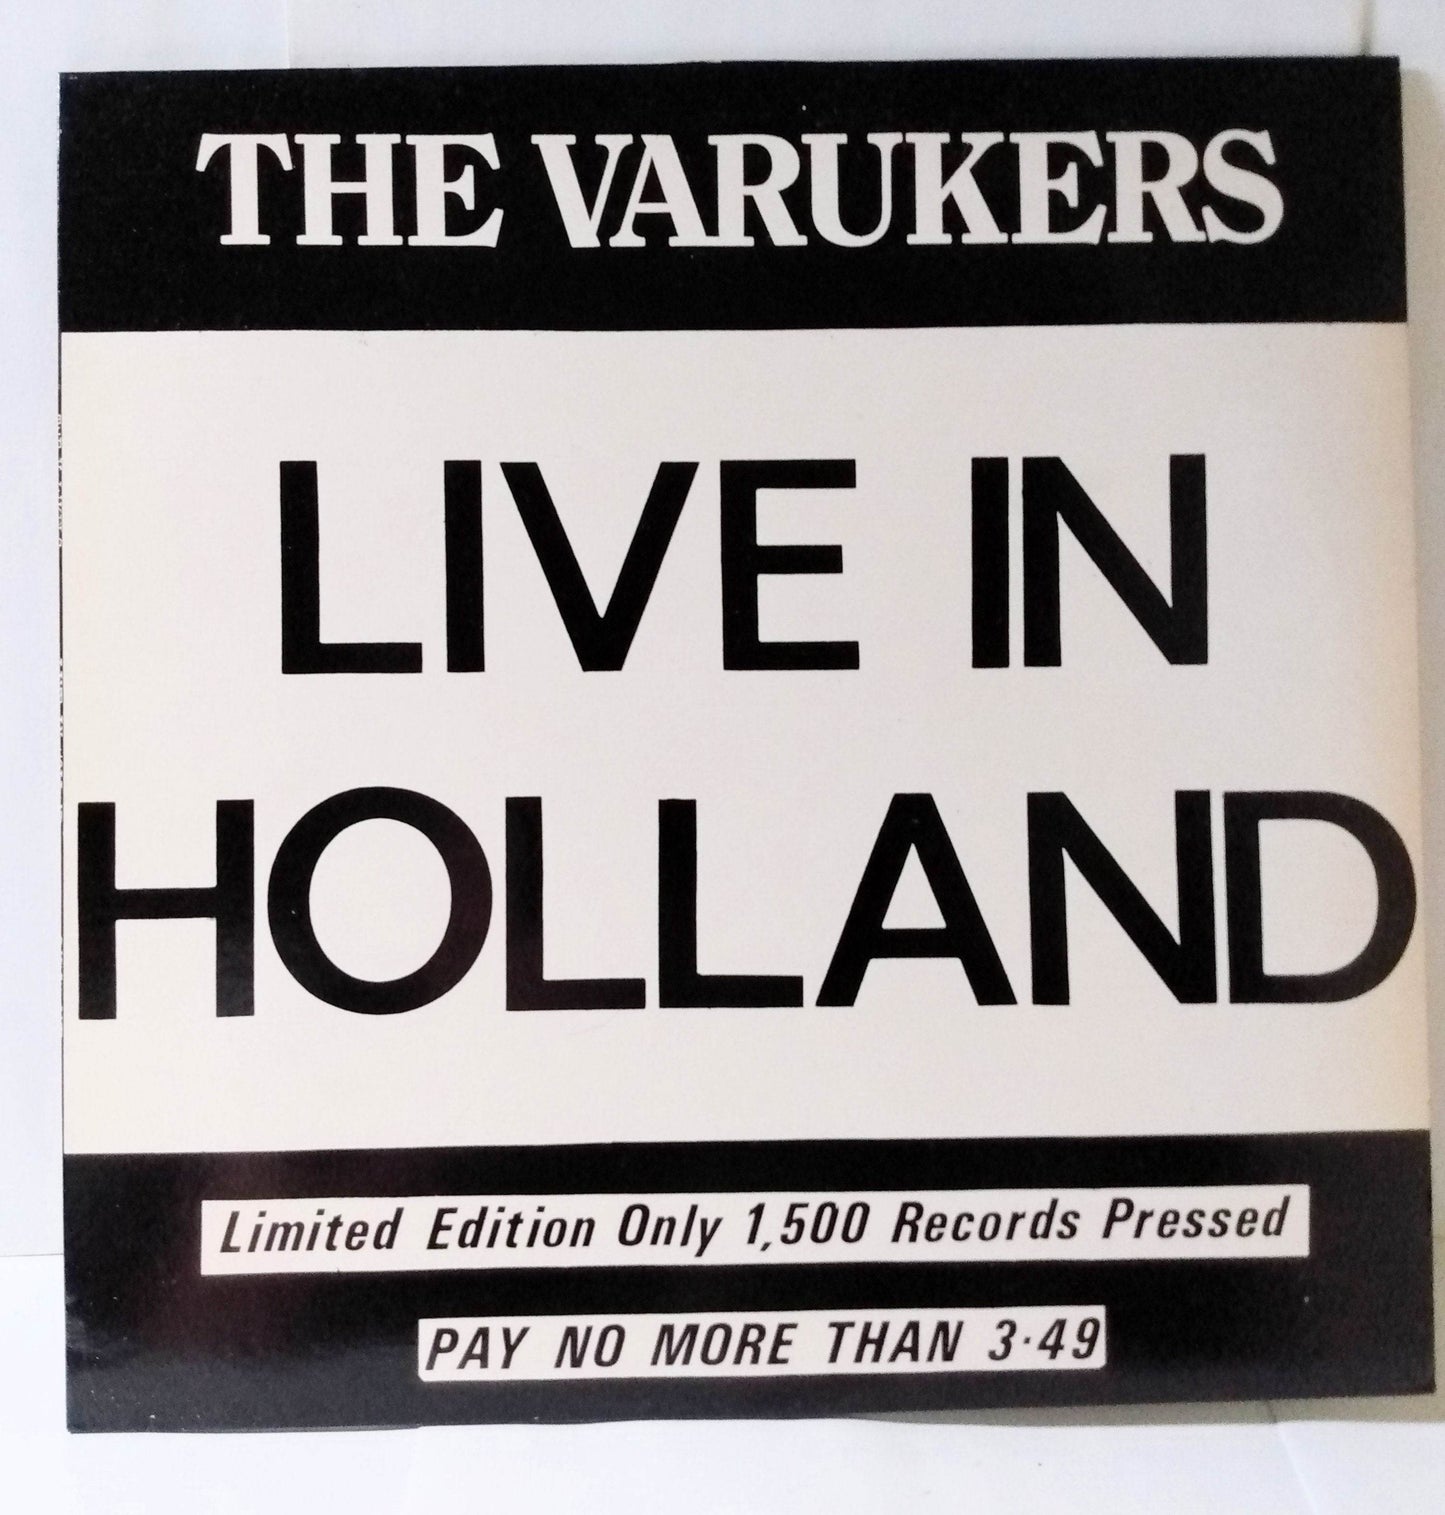 THE VARUKERS
LIVE IN
HOLLAND
Limited Edition Only 1,500 Records Pressed
PAY NO MORE THAN 3·49